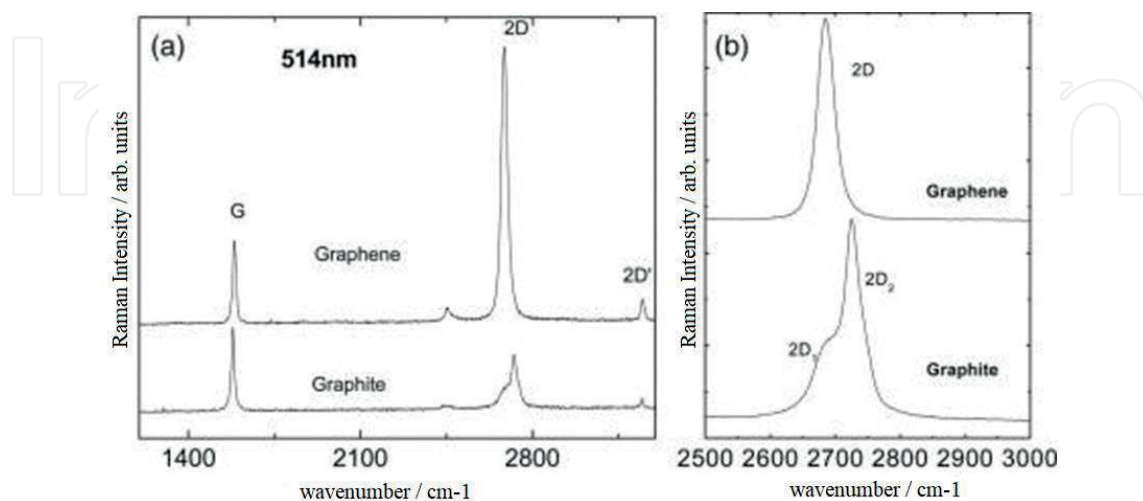 (a)
514nm
2D
G
Graphene
2D'
Graphite
Raman Intensity / arb. units
1400 2100 2800
wavenumber / cm-1
(b)
2D
Graphene
2D₂
2D₁
Graphite
Raman Intensity / arb. units
2500 2600 2700 2800 2900 3000
wavenumber / cm-1